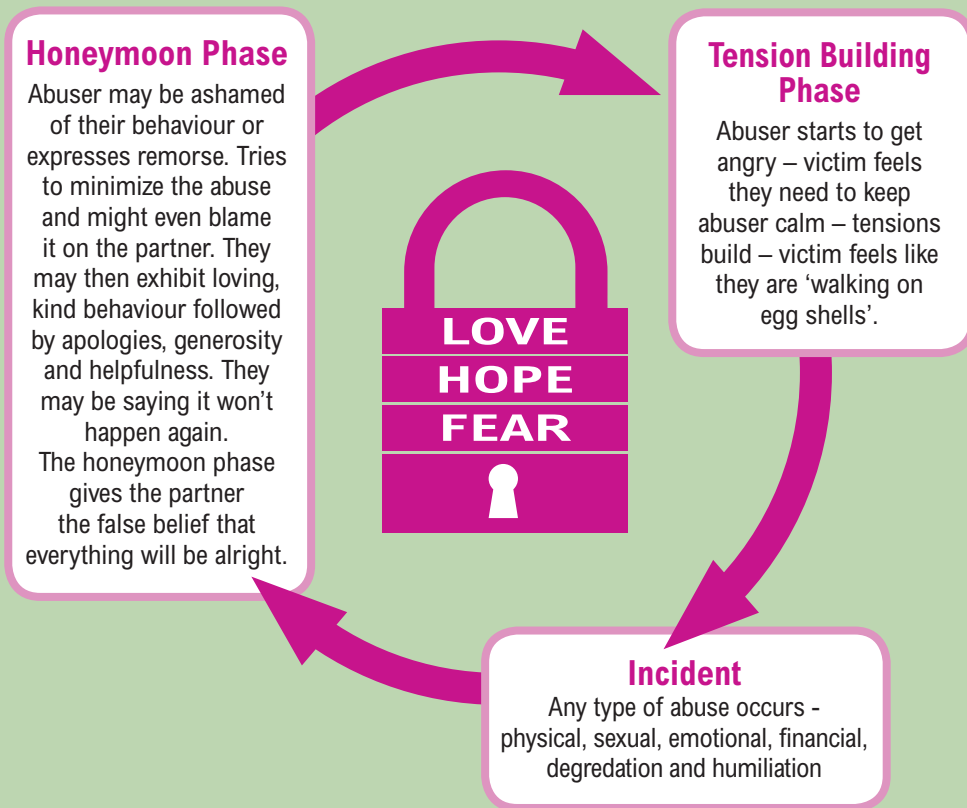 Honeymoon Phase
Abuser may be ashamed
of their behaviour or
expresses remorse. Tries
to minimize the abuse
and might even blame
it on the partner. They
may then exhibit loving,
kind behaviour followed
by apologies, generosity
and helpfulness. They
may be saying it won’t
happen again.
The honeymoon phase
gives the partner
the false belief that
everything will be alright.
Tension Building
Phase
Abuser starts to get
angry – victim feels
they need to keep
abuser calm – tensions
build – victim feels like
they are ‘walking on
egg shells’.
LOVE
HOPE
FEAR
Incident
Any type of abuse occurs -
physical, sexual, emotional, financial,
degredation and humiliation